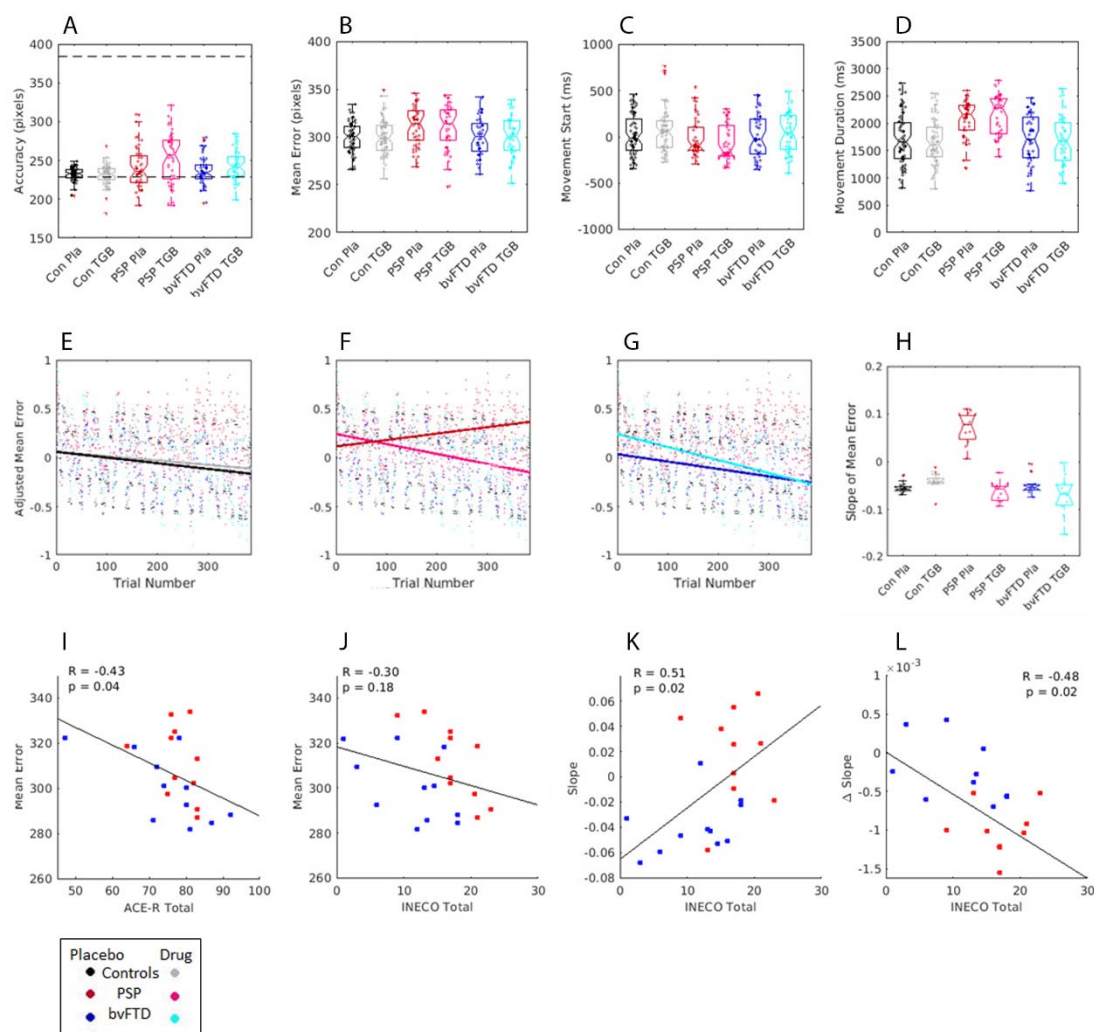 A
Accuracy (pixels)
400
350
300
250
200
150
Con Pla
Con TGB
PSP Pla
PSP TGB
bvFTD Pla
bvFTD TGB
B
Mean Error (pixels)
400
350
300
250
200
Con Pla
Con TGB
PSP Pla
PSP TGB
bvFTD Pla
bvFTD TGB
C
Movement Start (ms)
1000
500
0
-500
-1000
Con Pla
Con TGB
PSP Pla
PSP TGB
bvFTD Pla
bvFTD TGB
D
Movement Duration (ms)
3500
3000
2500
2000
1500
1000
500
0
Con Pla
Con TGB
PSP Pla
PSP TGB
bvFTD Pla
bvFTD TGB
E
Adjusted Mean Error
1
0.5
0
-0.5
-1
0 100 200 300
Trial Number
F
1
0.5
0
-0.5
-1
0 100 200 300
Trial Number
G
1
0.5
0
-0.5
-1
0 100 200 300
Trial Number
H
Slope of Mean Error
0.2
0.1
0
-0.1
-0.2
Con Pla
Con TGB
PSP Pla
PSP TGB
bvFTD Pla
bvFTD TGB
I
R = -0.43
p = 0.04
Mean Error
340
320
300
280
260
50 60 70 80 90 100
ACE-R Total
J
R = -0.30
p = 0.18
Mean Error
340
320
300
280
260
0 10 20 30
INECO Total
K
R = 0.51
p = 0.02
Slope
0.08
0.06
0.04
0.02
0
-0.02
-0.04
-0.06
-0.08
0 10 20 30
INECO Total
L
×10⁻³
R = -0.48
p = 0.02
Δ Slope
1
0.5
0
-0.5
-1
-1.5
0 10 20 30
INECO Total
Placebo Drug
Controls
PSP
bvFTD